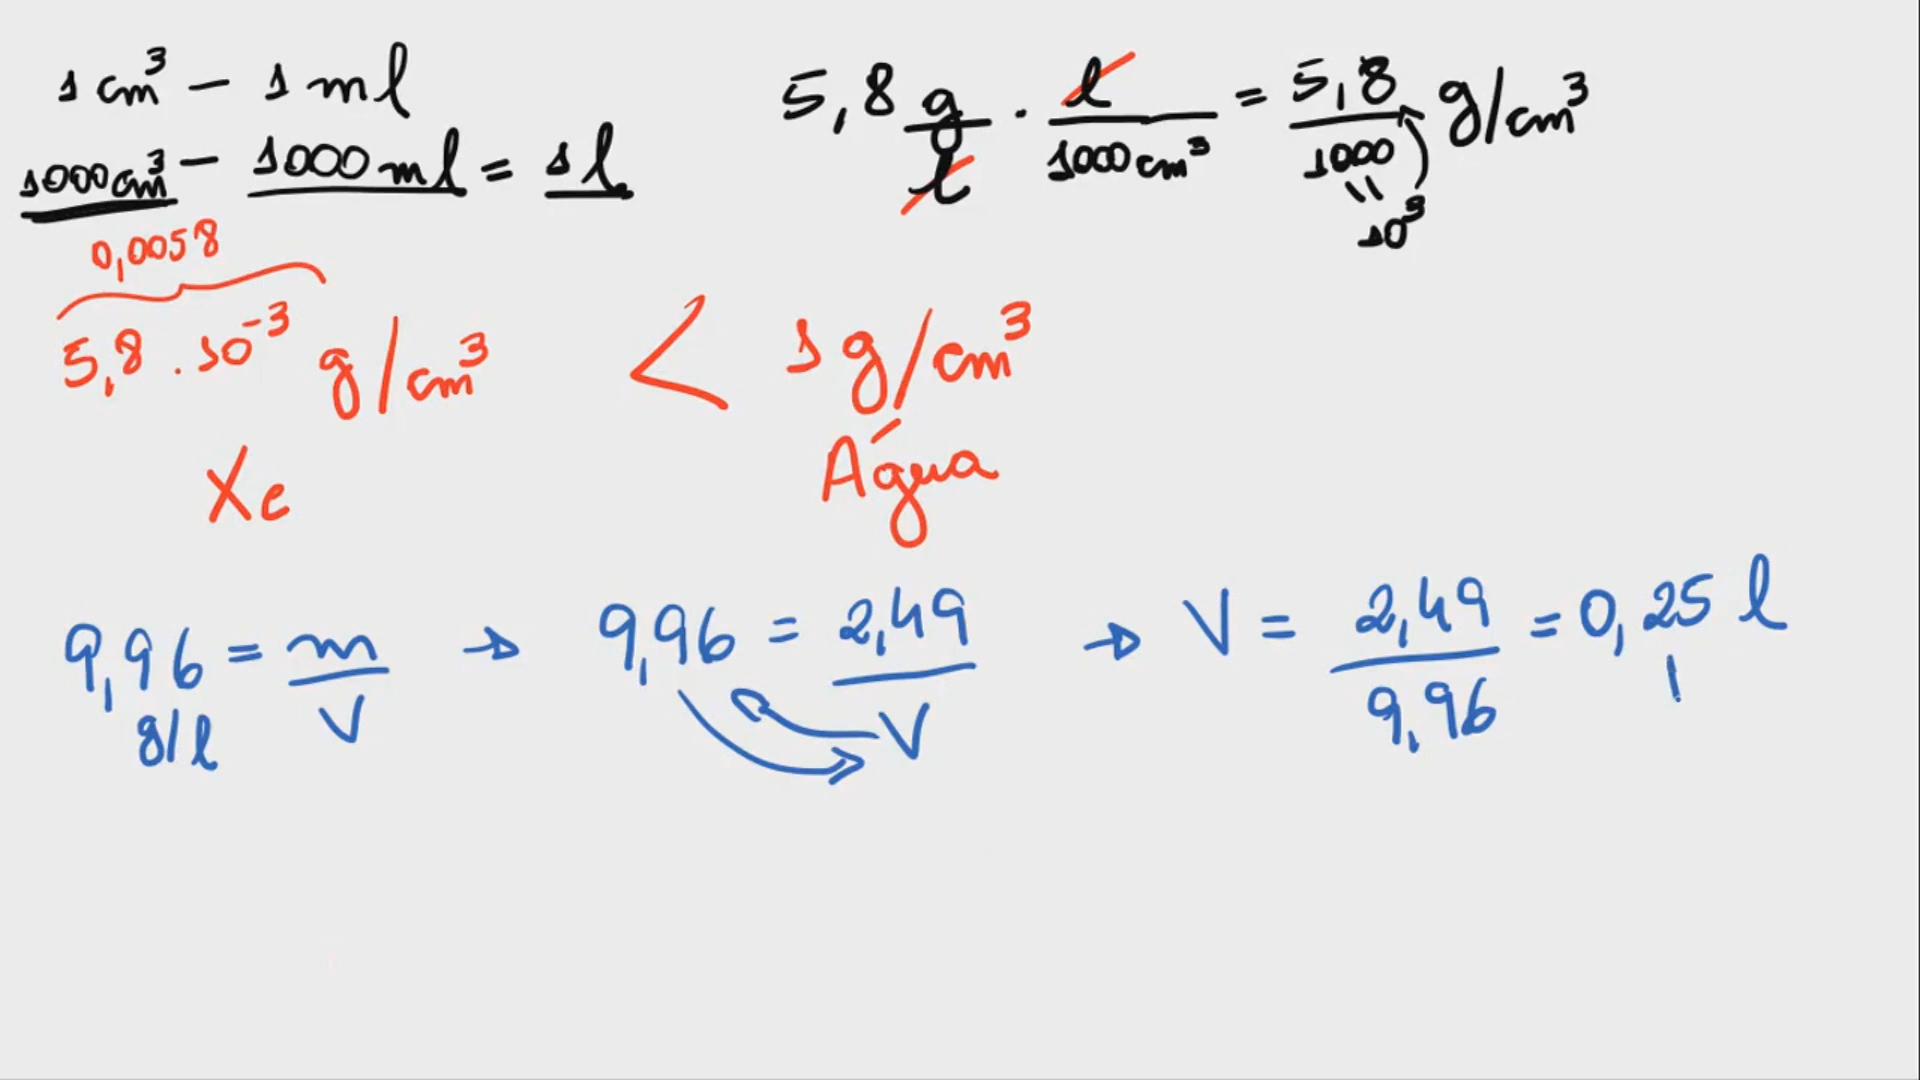 1 cm³ - 1 ml
1000 cm³ - 1000 ml = 1 l
5,8 g/l · l/1000 cm³ = 5,8/1000 g/cm³
10³
0,0058
5,8 . 10⁻³ g/cm³ < 1 g/cm³
Xe Água
9,96 = m/V → 9,96 = 2,49/V → V = 2,49/9,96 = 0,25 l
g/l